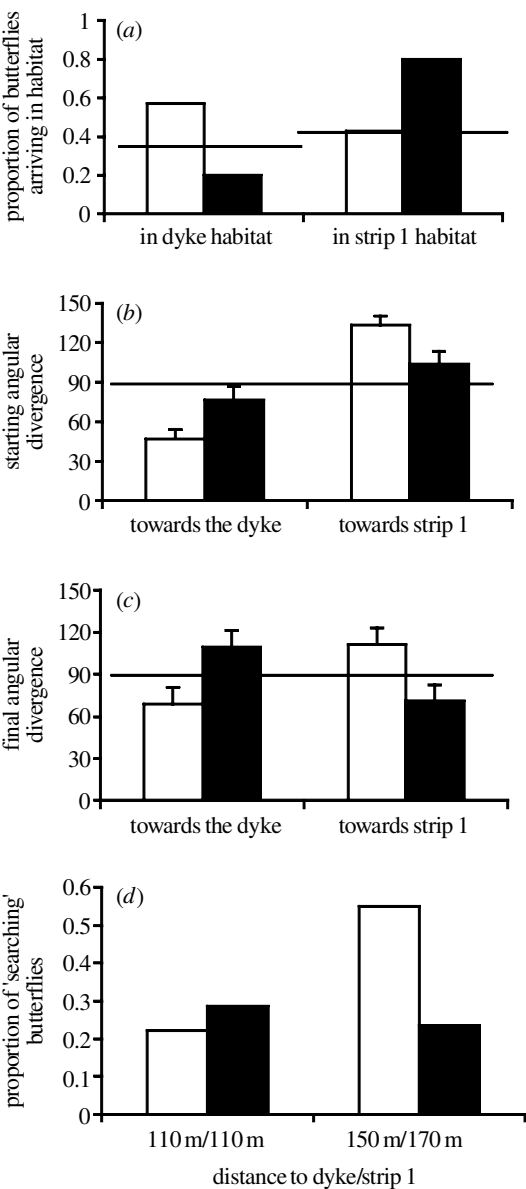 proportion of butterflies
arriving in habitat
1
0.8
0.6
0.4
0.2
0
(a)
in dyke habitat
in strip 1 habitat
starting angular
divergence
150
120
90
60
30
0
(b)
towards the dyke
towards strip 1
final angular
divergence
150
120
90
60
30
0
(c)
towards the dyke
towards strip 1
proportion of 'searching'
butterflies
0.6
0.5
0.4
0.3
0.2
0.1
0
(d)
110 m/110 m
150 m/170 m
distance to dyke/strip 1